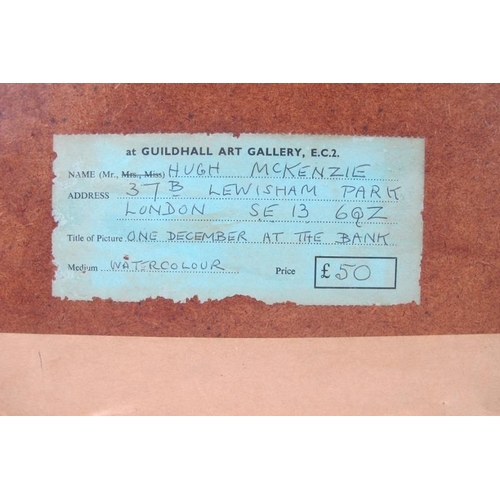 at GUILDHALL ART GALLERY, E.C.2.
NAME (Mr., Mrs., Miss) HUGH MCKENZIE
ADDRESS 37B LEWISHAM PARK
LONDON SE 13 6QZ
Title of Picture ONE DECEMBER AT THE BANK
Medium WATERCOLOUR Price £50